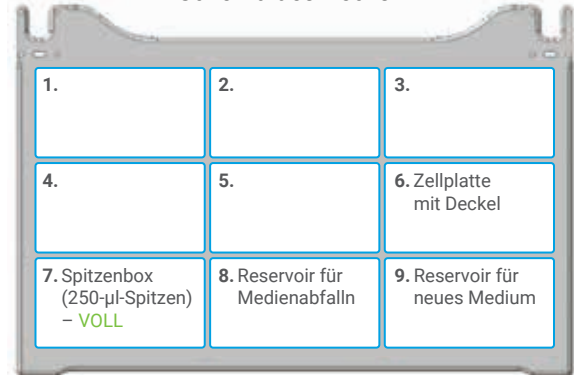 1.
2.
3.
4.
5.
6. Zellplatte
mit Deckel
7. Spitzenbox
(250-µl-Spitzen)
– VOLL
8. Reservoir für
Medienabfalln
9. Reservoir für
neues Medium